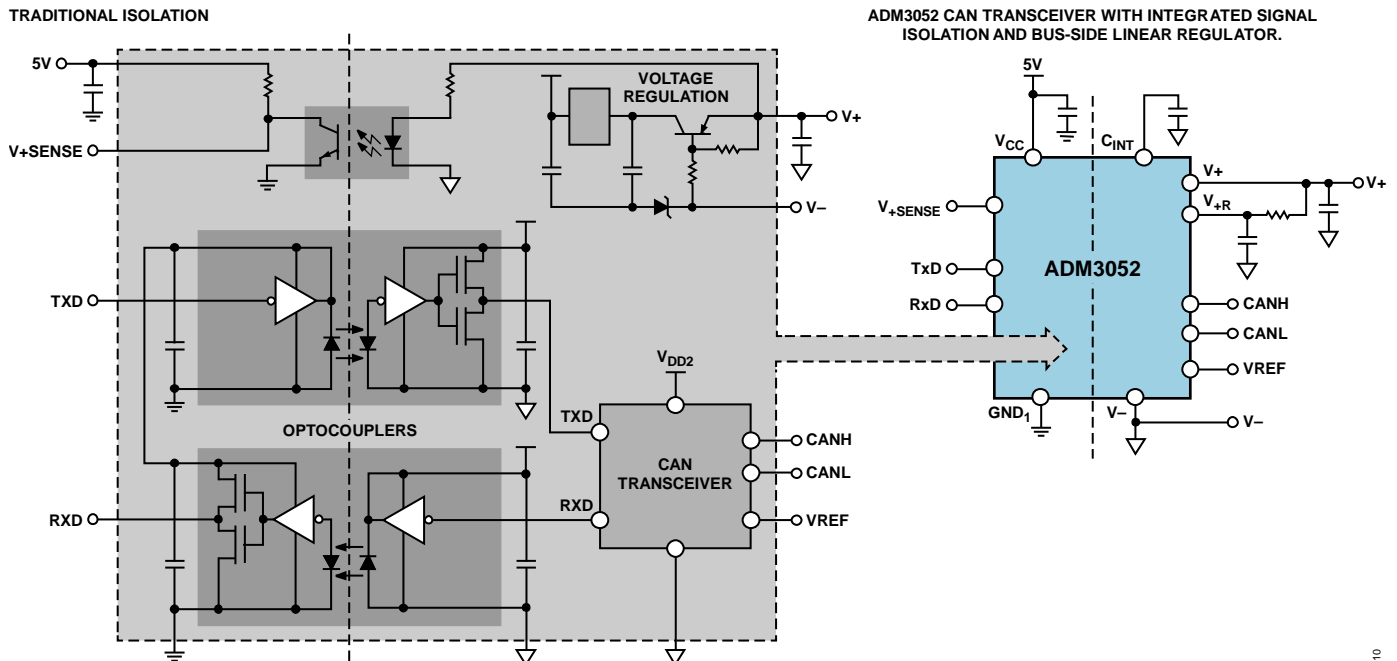 TRADITIONAL ISOLATION
ADM3052 CAN TRANSCEIVER WITH INTEGRATED SIGNAL
ISOLATION AND BUS-SIDE LINEAR REGULATOR.
5V
V+SENSE
VOLTAGE
REGULATION
V+
V–
TXD
OPTOCOUPLERS
RXD
VDD2
TXD
RXD
CAN
TRANSCEIVER
CANH
CANL
VREF
5V
VCC
CINT
V+
V+R
V+
V+SENSE
TxD
RxD
ADM3052
CANH
CANL
VREF
GND1
V–
V–
10